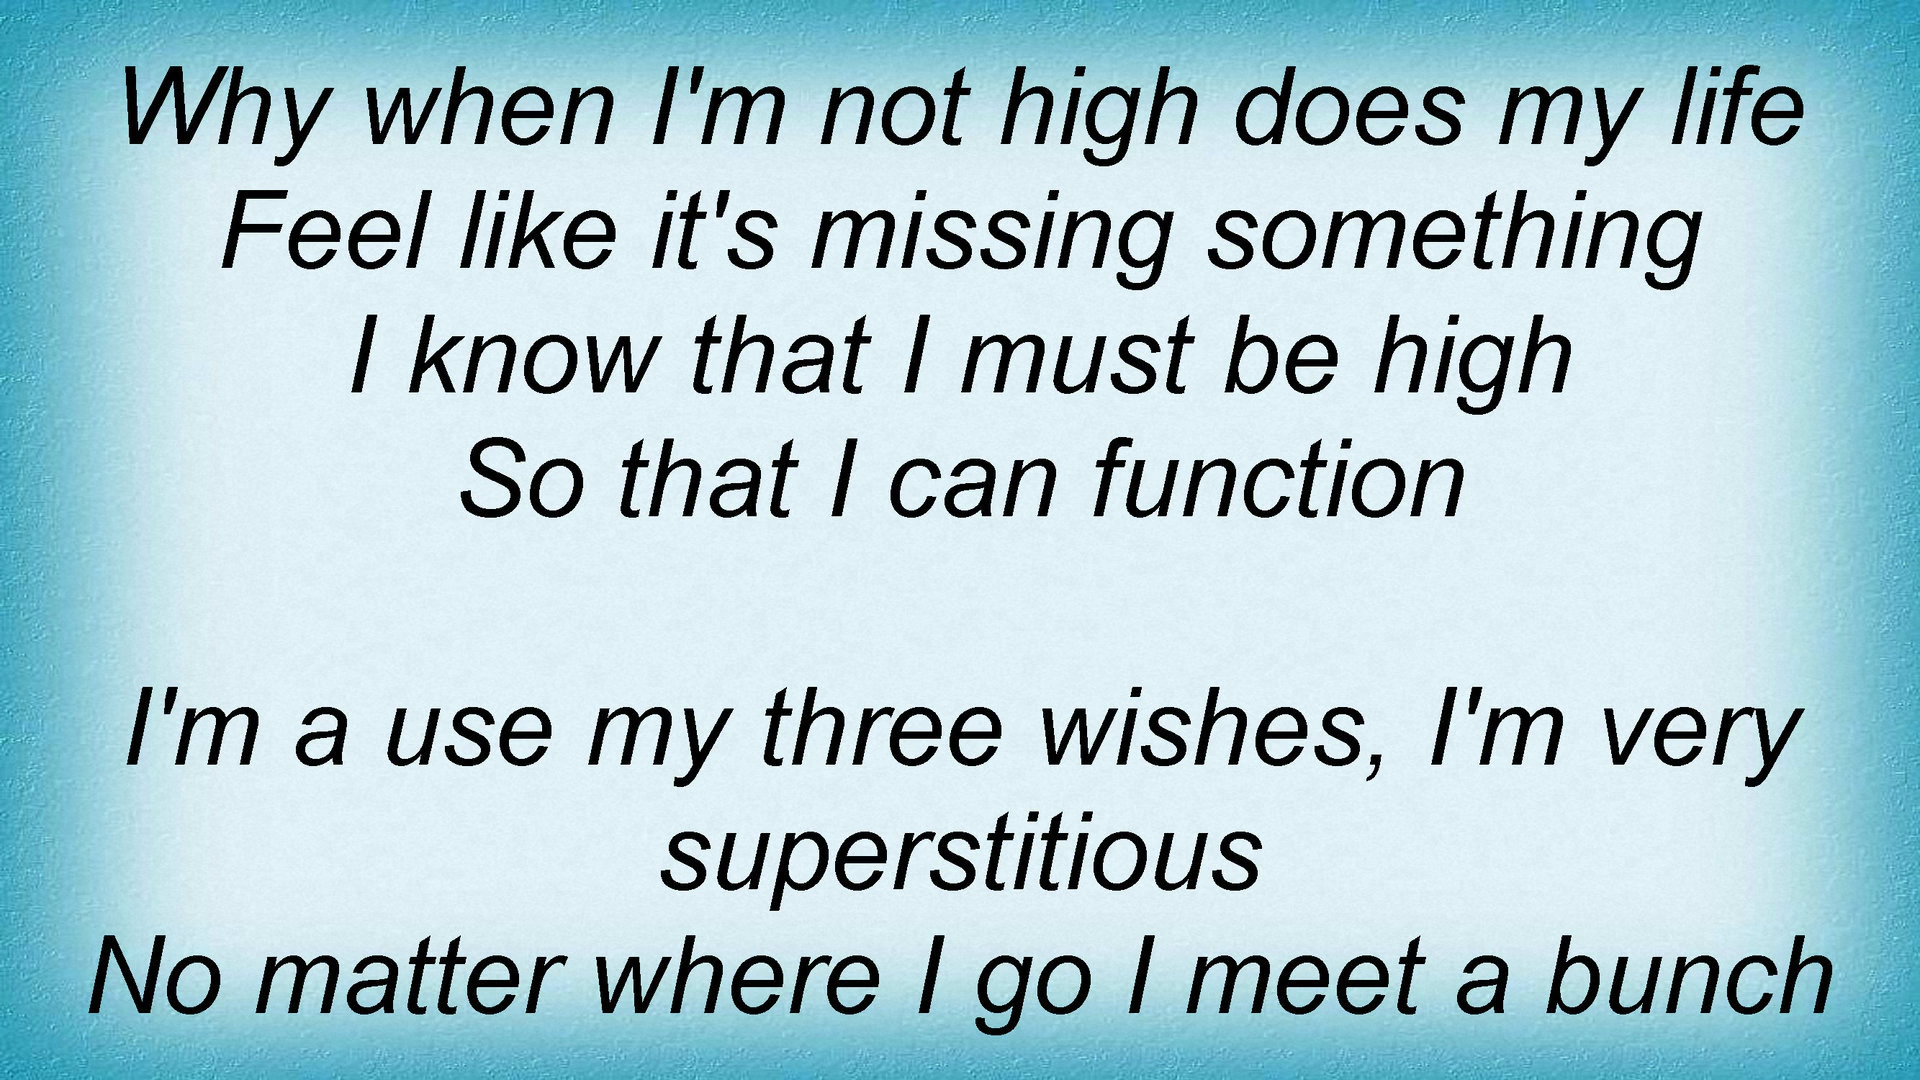 Why when I'm not high does my life
Feel like it's missing something
I know that I must be high
So that I can function
I'm a use my three wishes, I'm very
superstitious
No matter where I go I meet a bunch